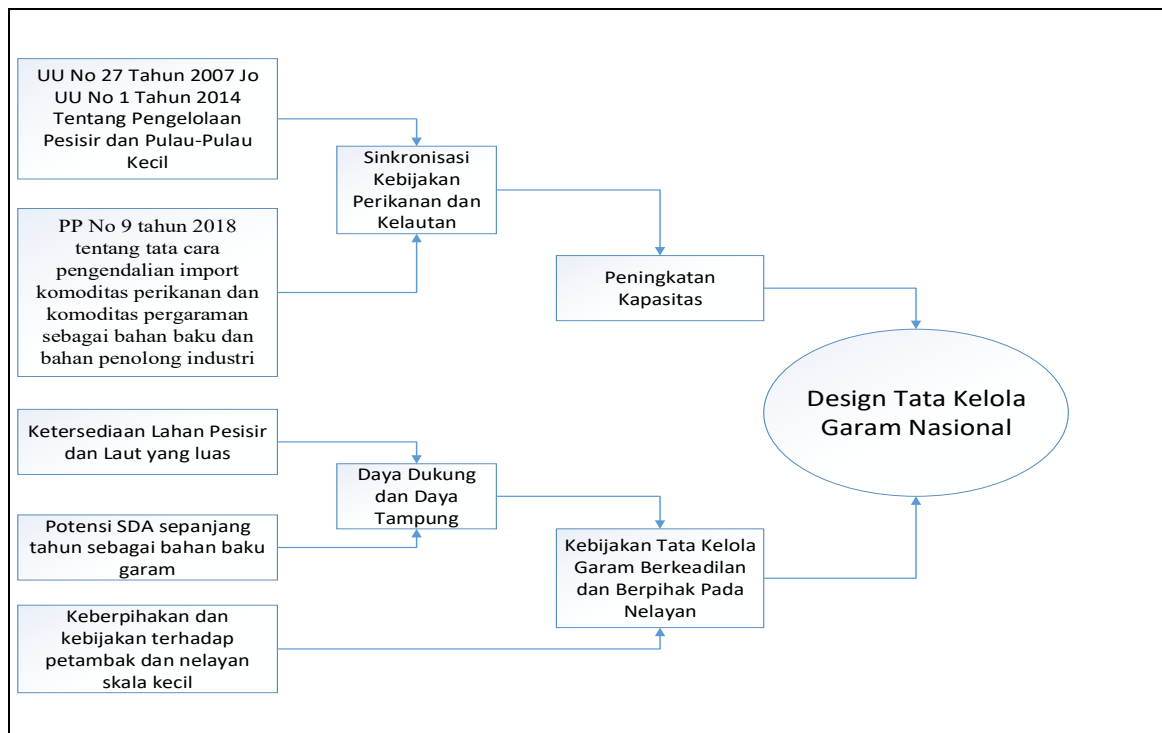 UU No 27 Tahun 2007 Jo
UU No 1 Tahun 2014
Tentang Pengelolaan
Pesisir dan Pulau-Pulau
Kecil
Sinkronisasi
Kebijakan
Perikanan dan
Kelautan
PP No 9 tahun 2018
tentang tata cara
pengendalian import
komoditas perikanan dan
komoditas pergaraman
sebagai bahan baku dan
bahan penolong industri
Peningkatan
Kapasitas
Design Tata Kelola
Garam Nasional
Ketersediaan Lahan Pesisir
dan Laut yang luas
Daya Dukung
dan Daya
Tampung
Potensi SDA sepanjang
tahun sebagai bahan baku
garam
Kebijakan Tata Kelola
Garam Berkeadilan
dan Berpihak Pada
Nelayan
Keberpihakan dan
kebijakan terhadap
petambak dan nelayan
skala kecil